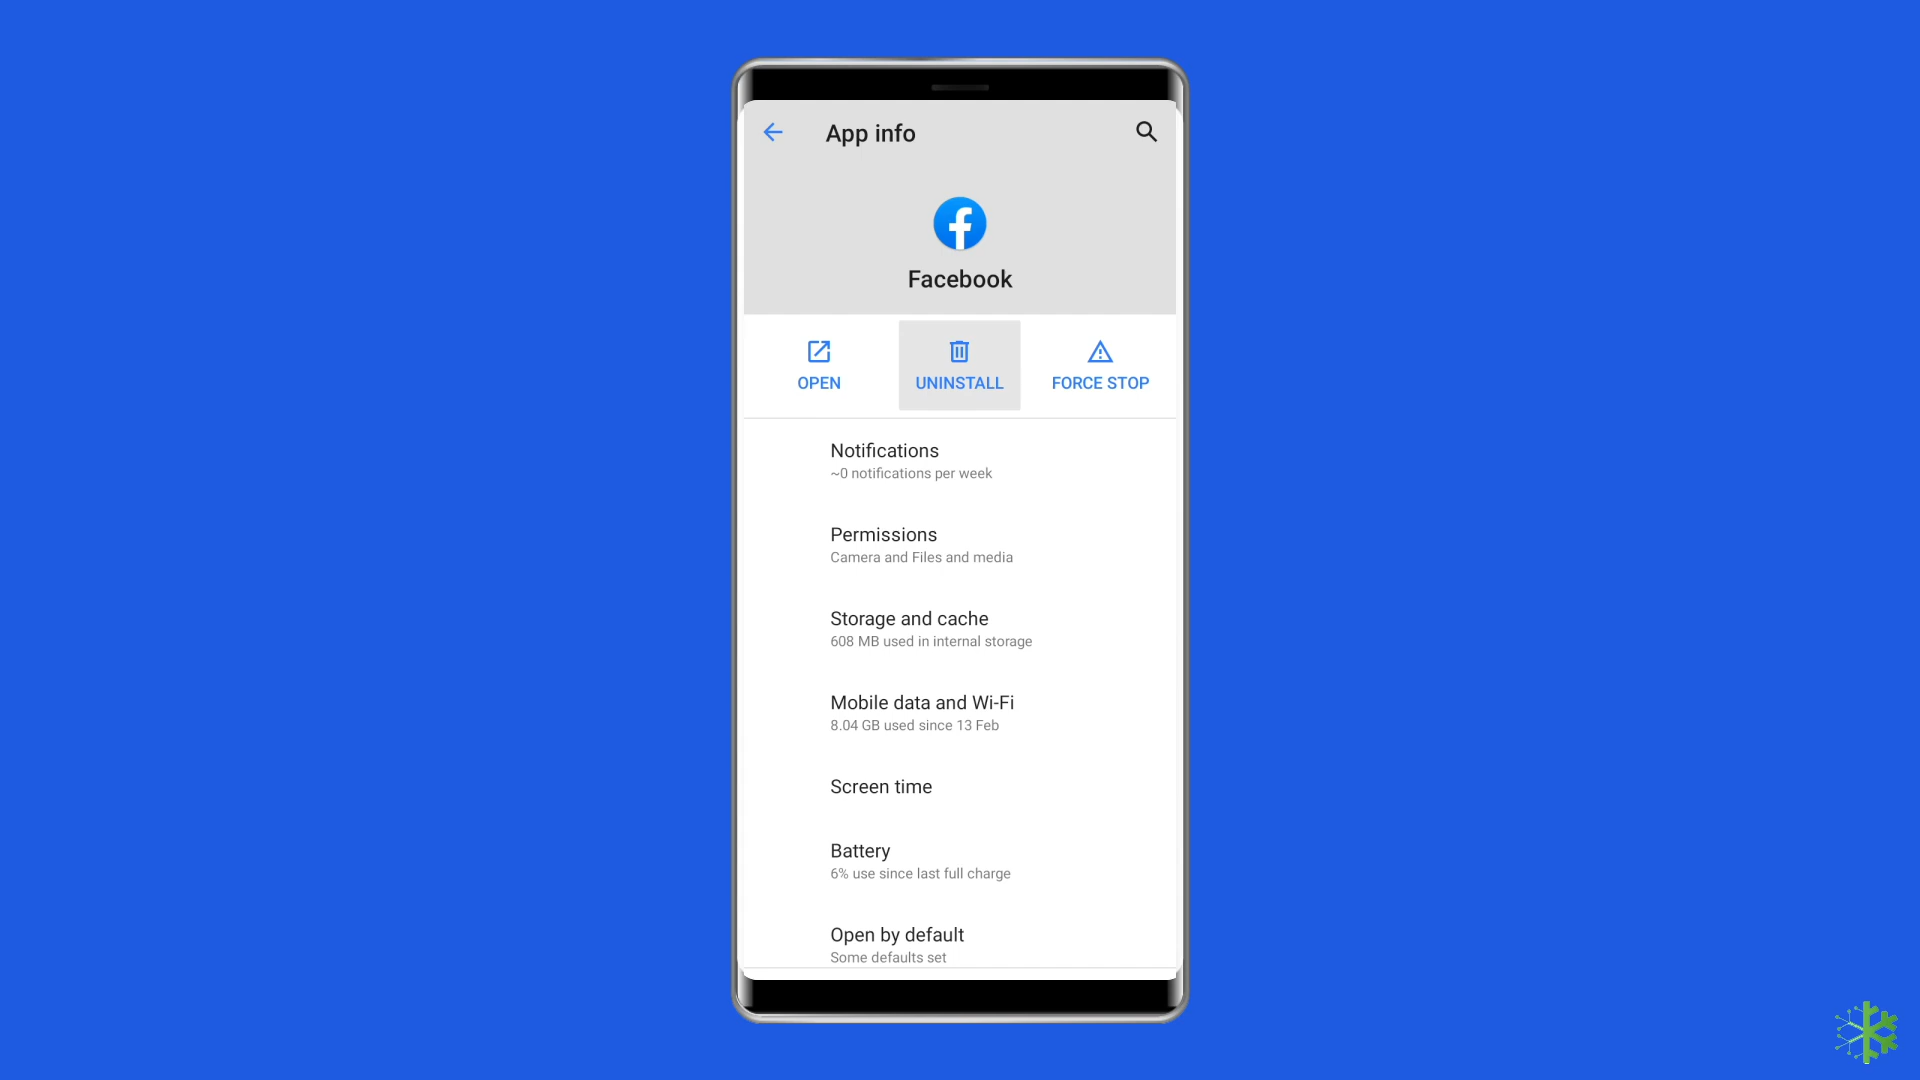 App info
Facebook
OPEN
UNINSTALL
FORCE STOP
Notifications
~0 notifications per week
Permissions
Camera and Files and media
Storage and cache
608 MB used in internal storage
Mobile data and Wi-Fi
8.04 GB used since 13 Feb
Screen time
Battery
6% use since last full charge
Open by default
Some defaults set